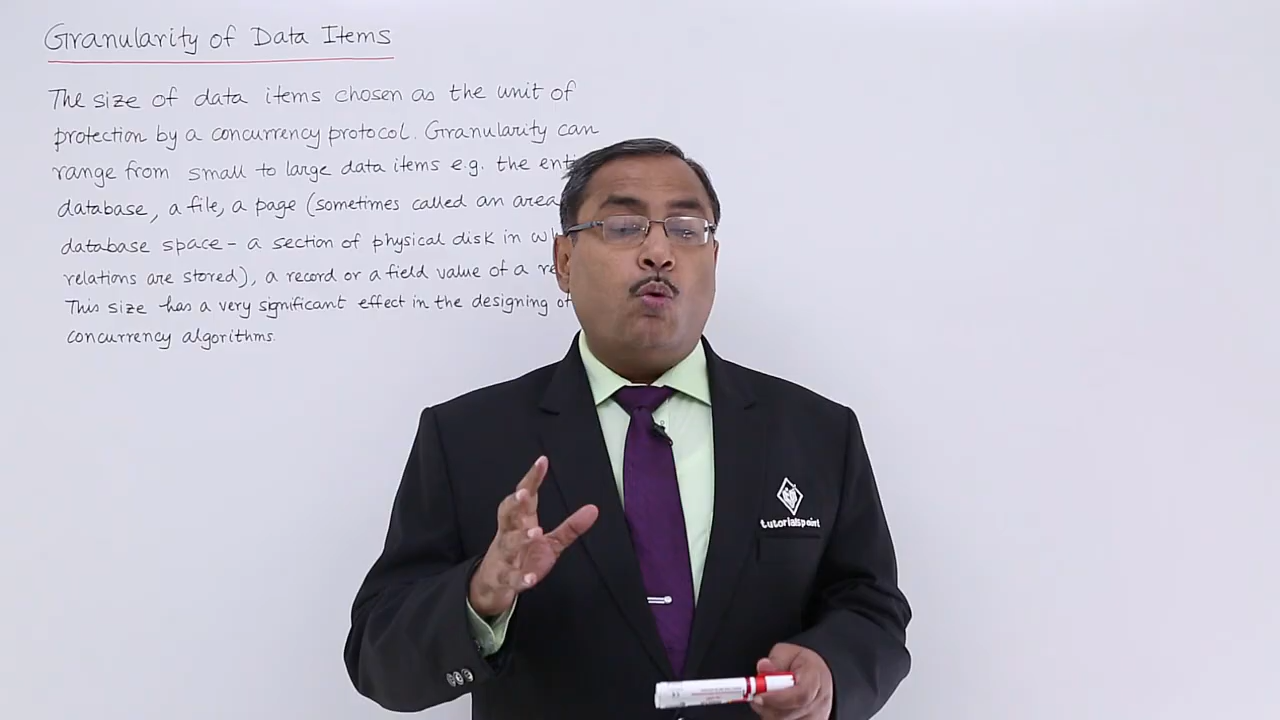 Granularity of Data Items
The size of data items chosen as the unit of
protection by a concurrency protocol. Granularity can
range from small to large data items e.g. the
database, a file, a page (sometimes called an area
database space - a section of physical disk in
relations are stored), a record or a field value of a
This size has a very significant effect in the designing of
concurrency algorithms.
tutorialspoint